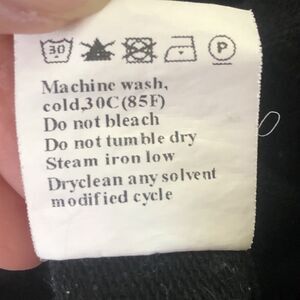 30 P
Machine wash,
cold,30C(85F)
Do not bleach
Do not tumble dry
Steam iron low
Dryclean any solvent
modified cycle